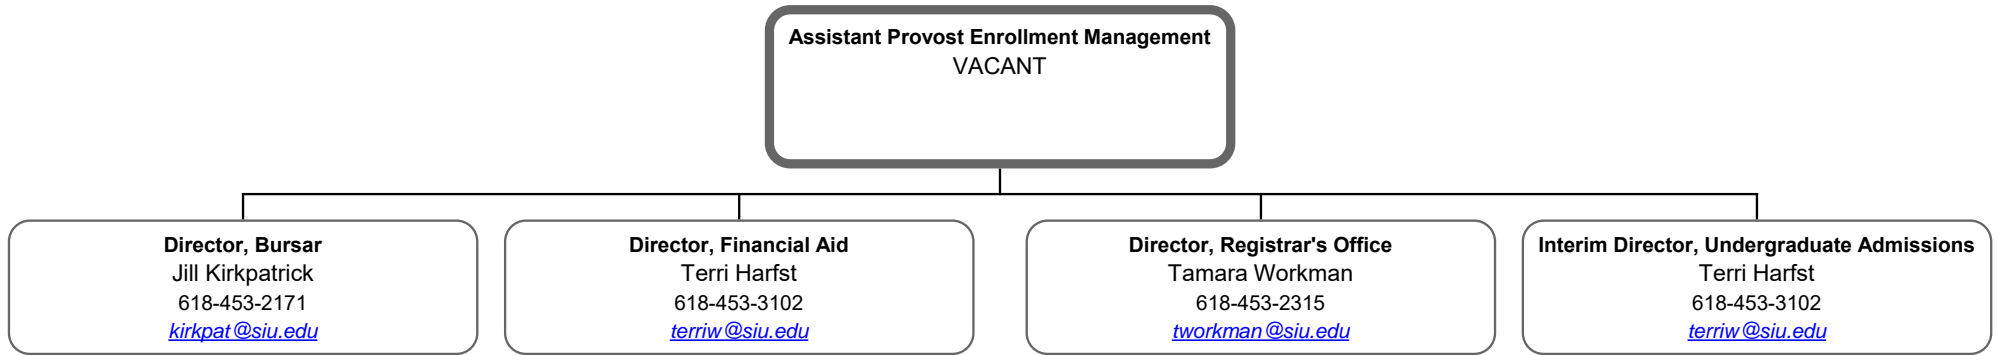 Assistant Provost Enrollment Management
VACANT
Director, Bursar
Jill Kirkpatrick
618-453-2171
kirkpat@siu.edu
Director, Financial Aid
Terri Harfst
618-453-3102
terriw@siu.edu
Director, Registrar's Office
Tamara Workman
618-453-2315
tworkman@siu.edu
Interim Director, Undergraduate Admissions
Terri Harfst
618-453-3102
terriw@siu.edu